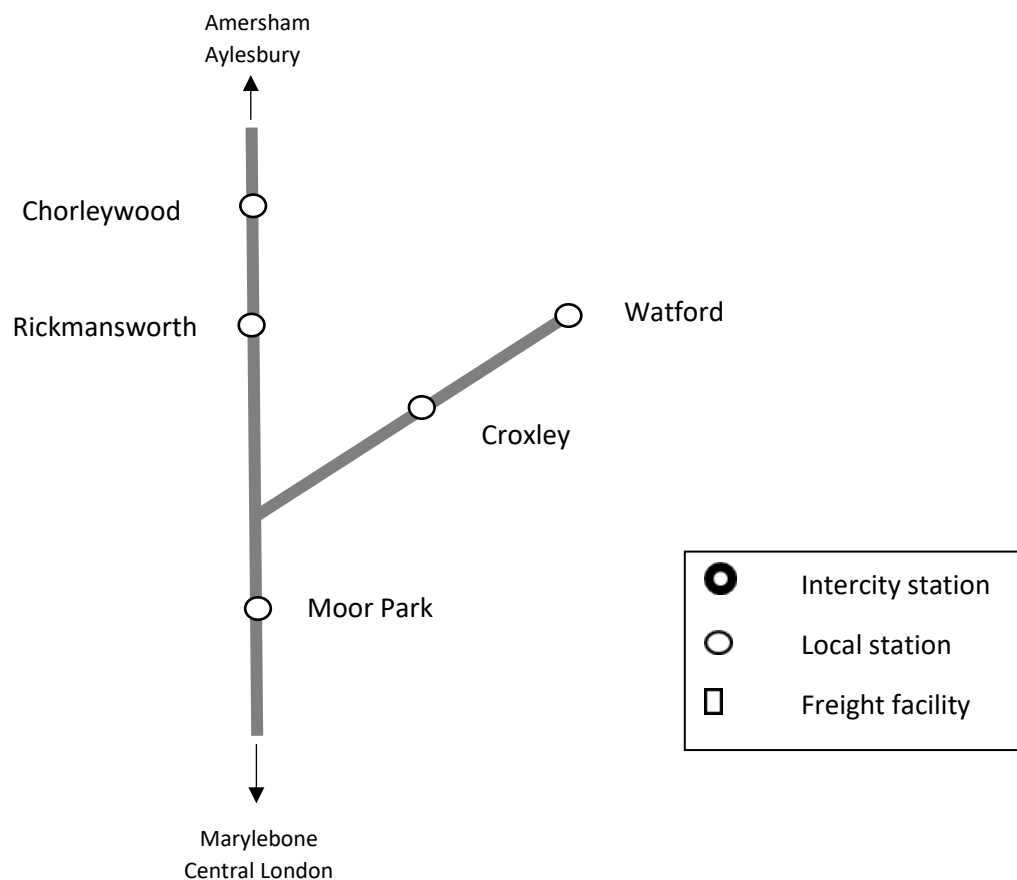 Amersham
Aylesbury
Chorleywood
Rickmansworth
Watford
Croxley
Moor Park
Intercity station
Local station
Freight facility
Marylebone
Central London